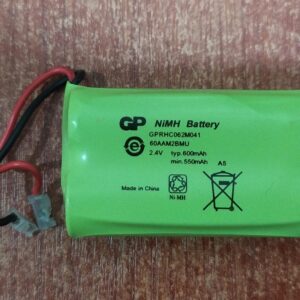 GP NiMH Battery
GPRHC062M041
60AAM2BMU
2.4V typ.600mAh
min.550mAh A5
Made in China
Ni-MH